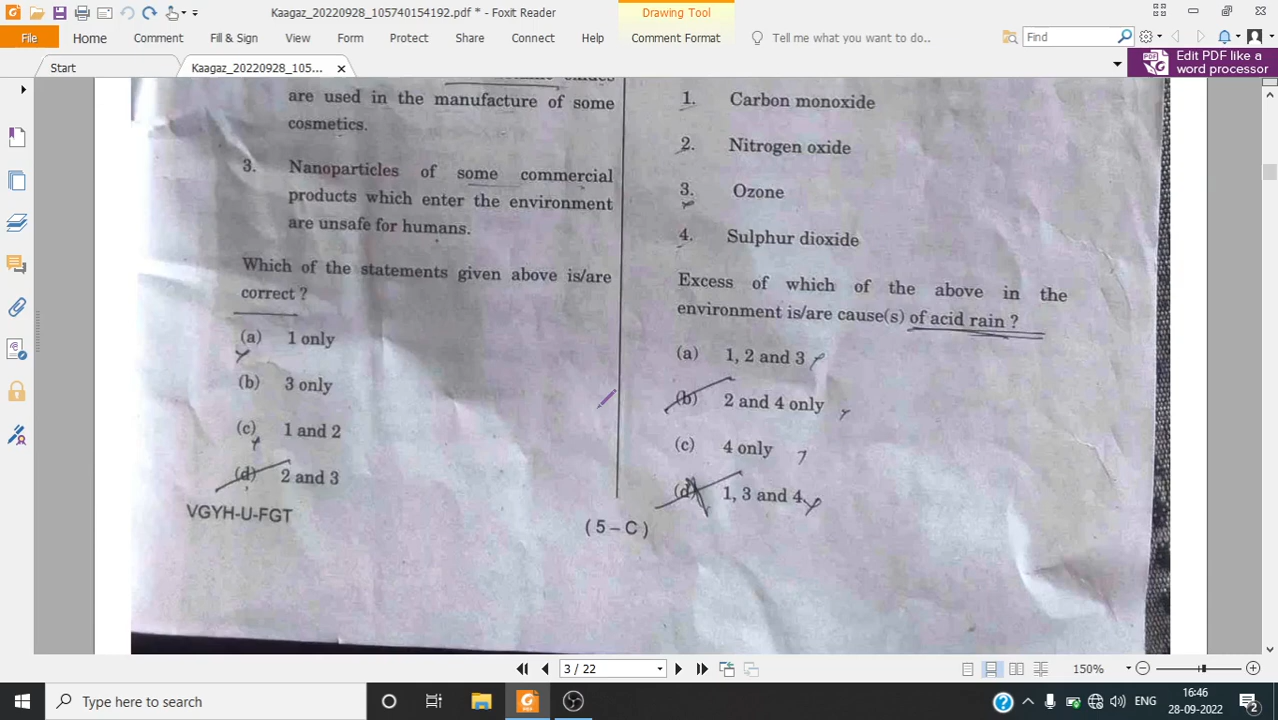 Kaagaz_20220928_105740154192.pdf * - Foxit Reader
Drawing Tool
File
Home
Comment
Fill & Sign
View
Form
Protect
Share
Connect
Help
Comment Format
Tell me what you want to do..
Find
Start
Kaagaz_20220928_105...
Edit PDF like a
word processor
oxides
are used in the manufacture of some
cosmetics.
3. Nanoparticles of some commercial
products which enter the environment
are unsafe for humans.
Which of the statements given above is/are
correct ?
(a) 1 only
(b) 3 only
(c) 1 and 2
(d) 2 and 3
VGYH-U-FGT
1. Carbon monoxide
2. Nitrogen oxide
3. Ozone
4. Sulphur dioxide
Excess of which of the above in the
environment is/are cause(s) of acid rain ?
(a) 1, 2 and 3
(b) 2 and 4 only
(c) 4 only
(d) 1, 3 and 4
( 5 – C )
3 / 22
150%
Type here to search
ENG
16:46
28-09-2022
2